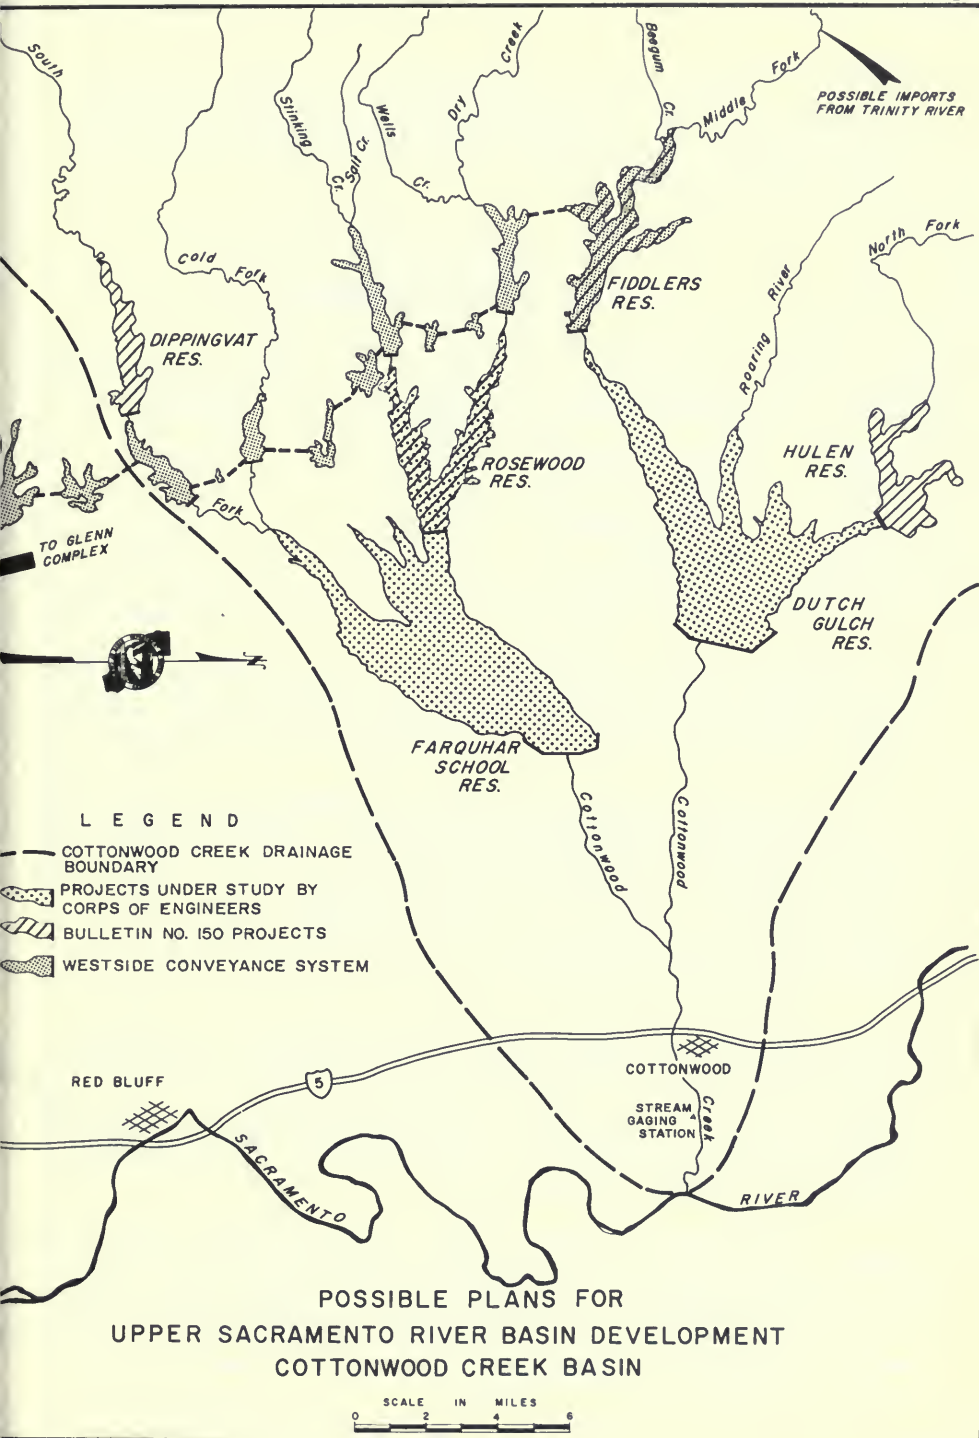 South
Stinking
Cr.
Salt Cr.
Wells
Cr.
Dry Creek
Beegum
Cr.
Middle Fork
POSSIBLE IMPORTS
FROM TRINITY RIVER
Cold Fork
North Fork
Roaring River
DIPPINGVAT
RES.
FIDDLERS
RES.
ROSEWOOD
RES.
HULEN
RES.
Fork
TO GLENN
COMPLEX
DUTCH
GULCH
RES.
N
FARQUHAR
SCHOOL
RES.
Cottonwood
Cottonwood
LEGEND
COTTONWOOD CREEK DRAINAGE
BOUNDARY
PROJECTS UNDER STUDY BY
CORPS OF ENGINEERS
BULLETIN NO. 150 PROJECTS
WESTSIDE CONVEYANCE SYSTEM
RED BLUFF
5
COTTONWOOD
STREAM
GAGING
STATION
Creek
SACRAMENTO
RIVER
POSSIBLE PLANS FOR
UPPER SACRAMENTO RIVER BASIN DEVELOPMENT
COTTONWOOD CREEK BASIN
SCALE IN MILES
0 2 4 6